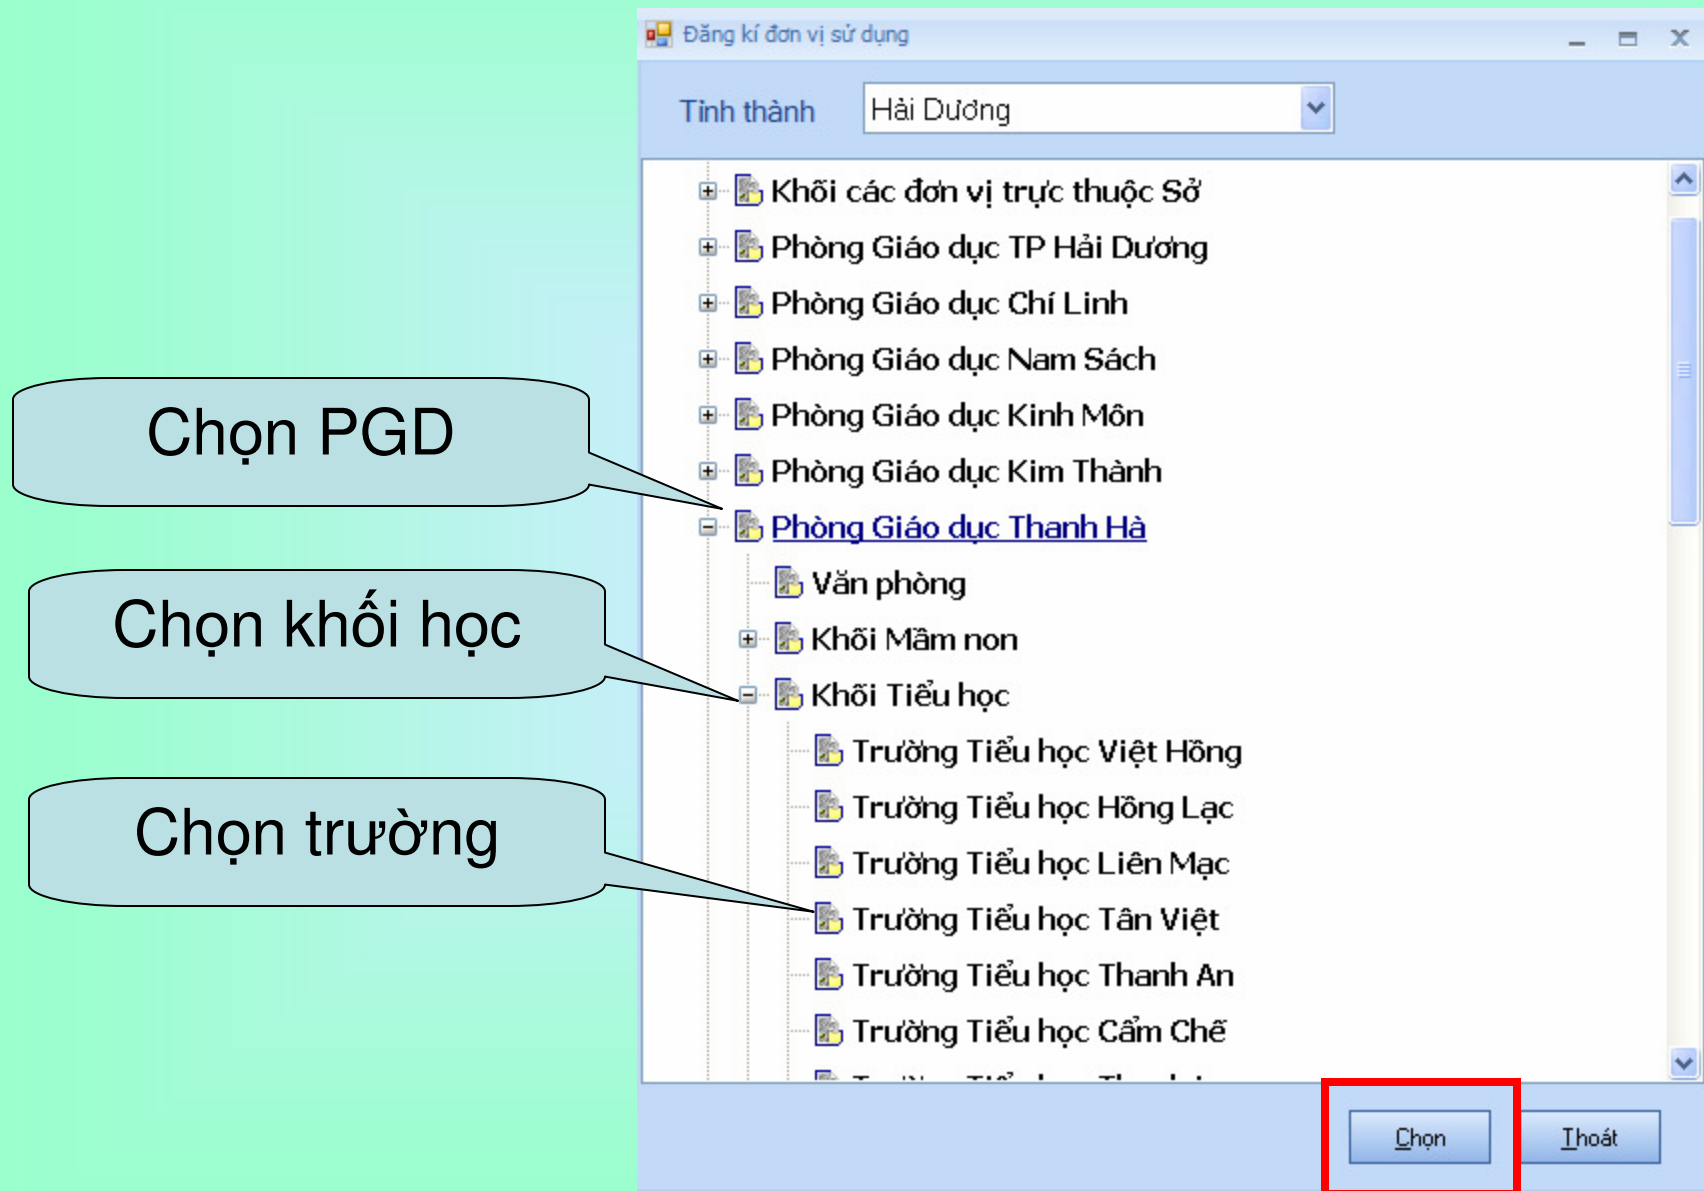 Đăng kí đơn vị sử dụng
Tỉnh thành
Hải Dương
Khối các đơn vị trực thuộc Sở
Phòng Giáo dục TP Hải Dương
Phòng Giáo dục Chí Linh
Phòng Giáo dục Nam Sách
Phòng Giáo dục Kinh Môn
Phòng Giáo dục Kim Thành
Phòng Giáo dục Thanh Hà
Văn phòng
Khối Mầm non
Khối Tiểu học
Trường Tiểu học Việt Hồng
Trường Tiểu học Hồng Lạc
Trường Tiểu học Liên Mạc
Trường Tiểu học Tân Việt
Trường Tiểu học Thanh An
Trường Tiểu học Cẩm Chế
Chọn PGD
Chọn khối học
Chọn trường
Chọn
Thoát